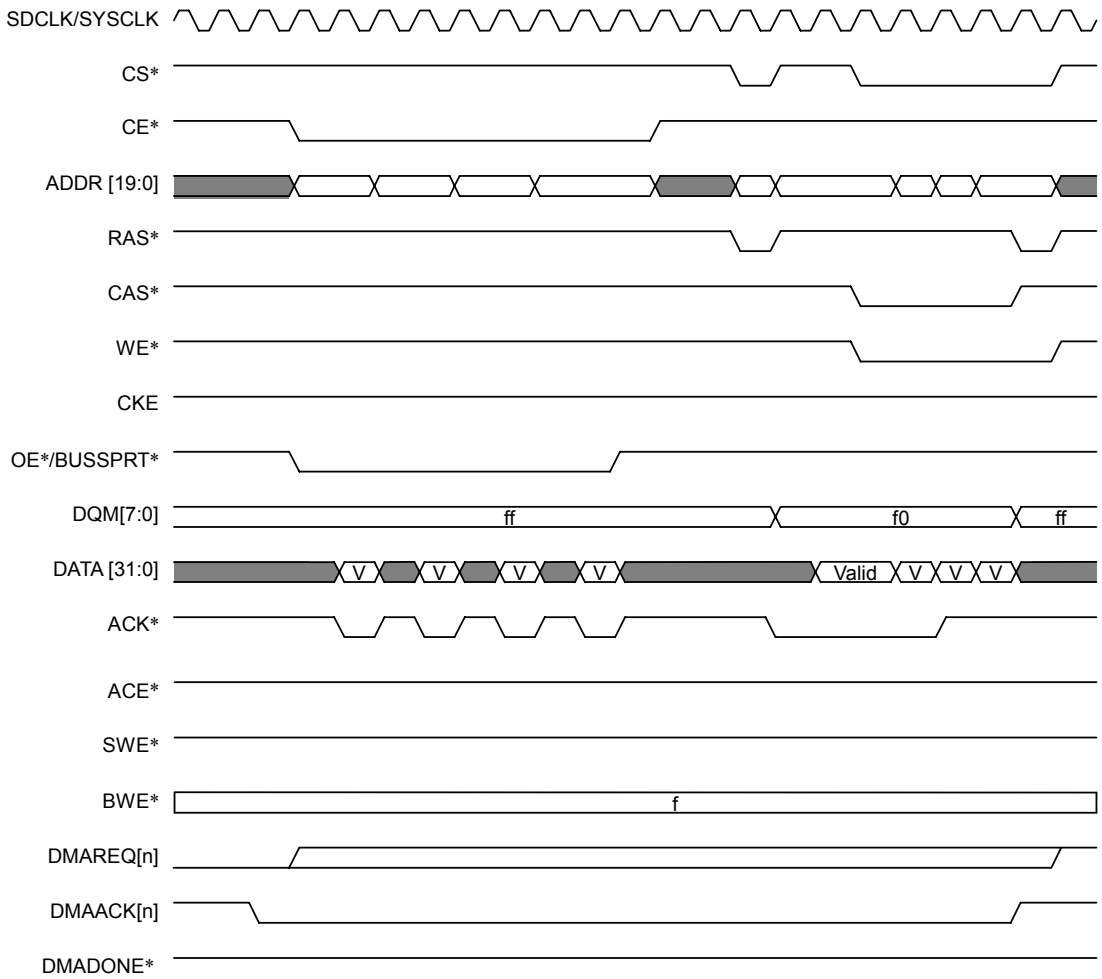 SDCLK/SYSCLK
CS*
CE*
ADDR [19:0]
RAS*
CAS*
WE*
CKE
OE*/BUSSPRT*
DQM[7:0] ff f0 ff
DATA [31:0] V V V V Valid V V V
ACK*
ACE*
SWE*
BWE* f
DMAREQ[n]
DMAACK[n]
DMADONE*